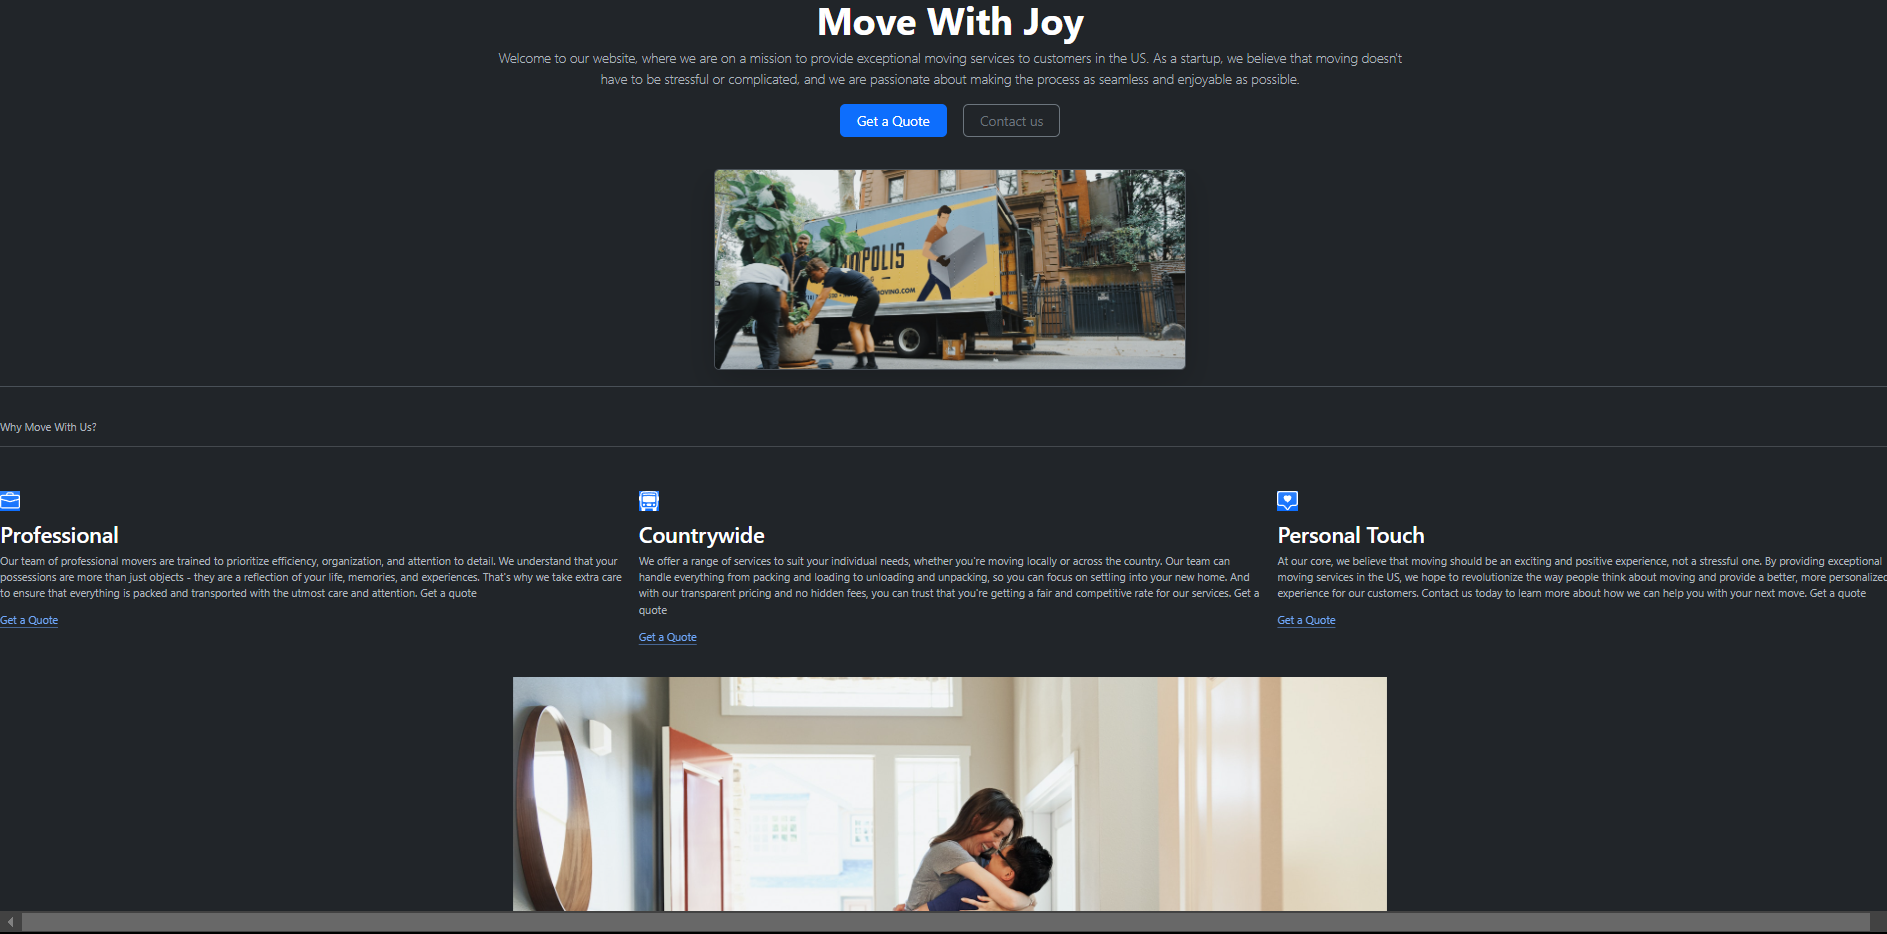 Move With Joy
Welcome to our website, where we are on a mission to provide exceptional moving services to customers in the US. As a startup, we believe that moving doesn't
have to be stressful or complicated, and we are passionate about making the process as seamless and enjoyable as possible.
Get a Quote
Contact us
POLIS
MOVING.COM
Why Move With Us?
Professional
Our team of professional movers are trained to prioritize efficiency, organization, and attention to detail. We understand that your
possessions are more than just objects - they are a reflection of your life, memories, and experiences. That's why we take extra care
to ensure that everything is packed and transported with the utmost care and attention. Get a quote
Get a Quote
Countrywide
We offer a range of services to suit your individual needs, whether you're moving locally or across the country. Our team can
handle everything from packing and loading to unloading and unpacking, so you can focus on settling into your new home. And
with our transparent pricing and no hidden fees, you can trust that you're getting a fair and competitive rate for our services. Get a
quote
Get a Quote
Personal Touch
At our core, we believe that moving should be an exciting and positive experience, not a stressful one. By providing exceptional
moving services in the US, we hope to revolutionize the way people think about moving and provide a better, more personalized
experience for our customers. Contact us today to learn more about how we can help you with your next move. Get a quote
Get a Quote